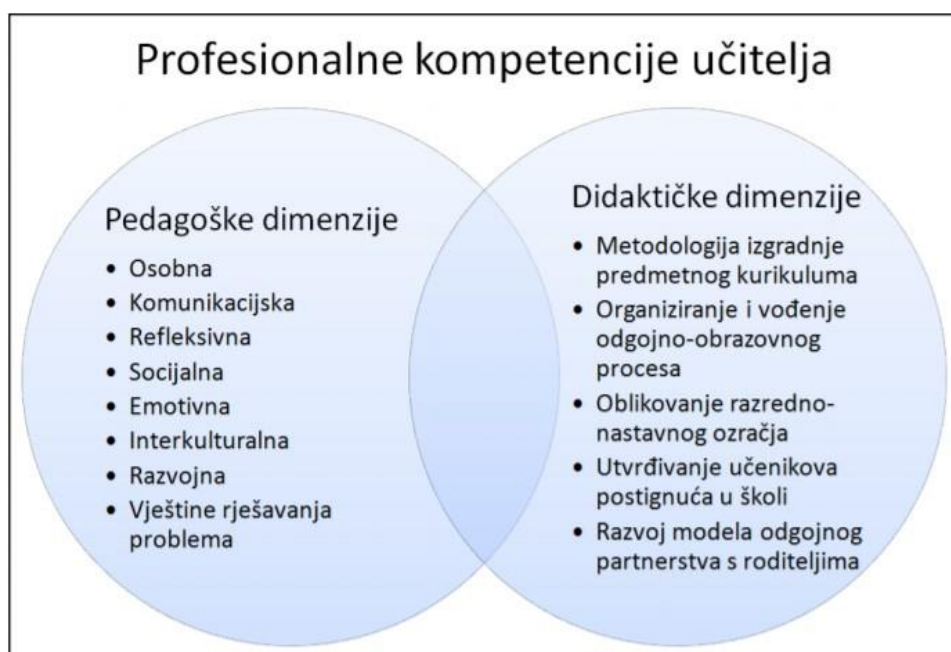 Profesionalne kompetencije učitelja
Pedagoške dimenzije
• Osobna
• Komunikacijska
• Refleksivna
• Socijalna
• Emotivna
• Interkulturalna
• Razvojna
• Vještine rješavanja
problema
Didaktičke dimenzije
• Metodologija izgradnje
predmetnog kurikuluma
• Organiziranje i vođenje
odgojno-obrazovnog
procesa
• Oblikovanje razredno-
nastavnog ozračja
• Utvrđivanje učenikova
postignuća u školi
• Razvoj modela odgojnog
partnerstva s roditeljima